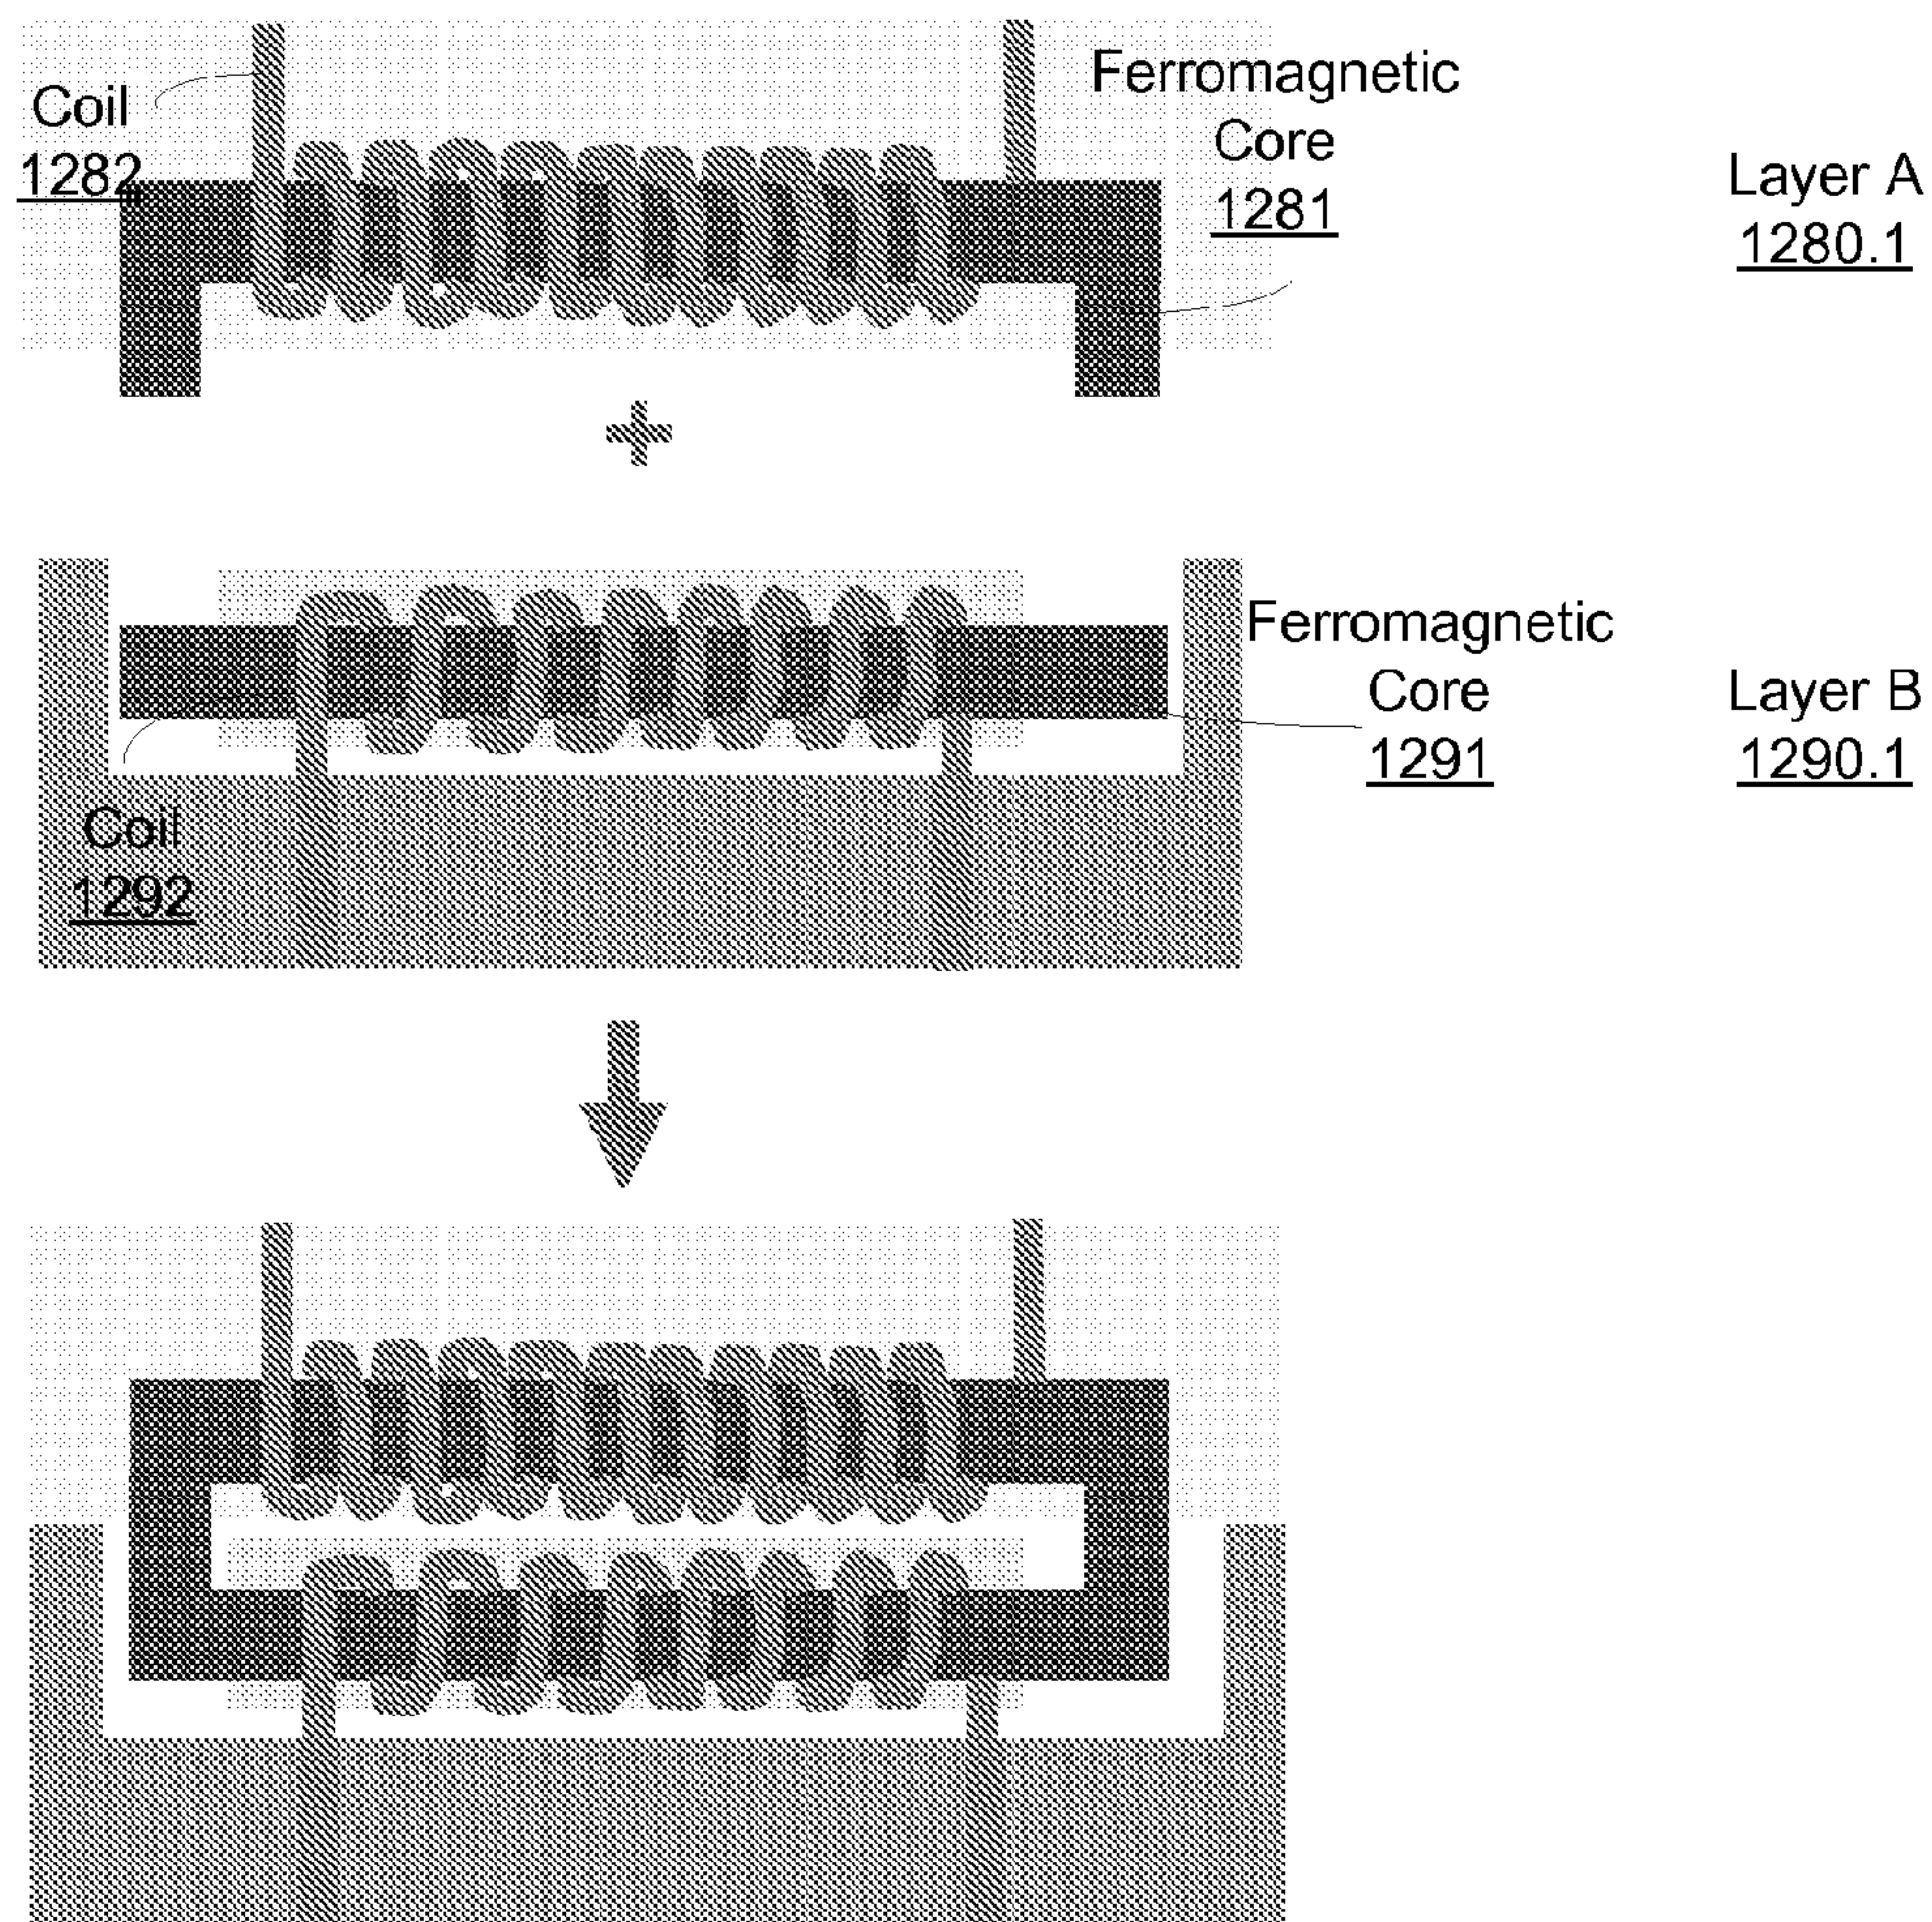 Coil
1282
Ferromagnetic
Core
1281
Layer A
1280.1
Ferromagnetic
Core
1291
Layer B
1290.1
Coil
1292